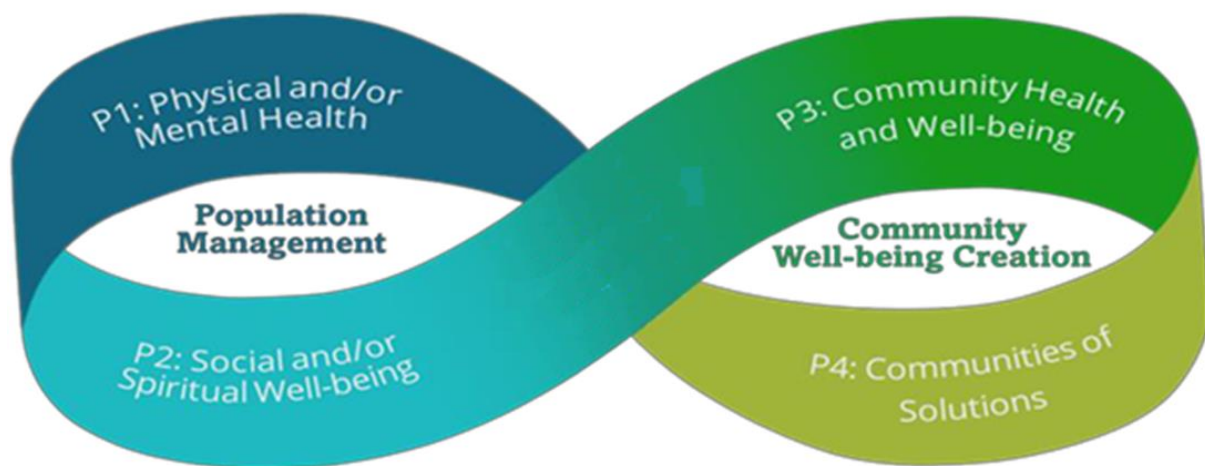 P1: Physical and/or
Mental Health
Population
Management
P2: Social and/or
Spiritual Well-being
P3: Community Health
and Well-being
Community
Well-being Creation
P4: Communities of
Solutions